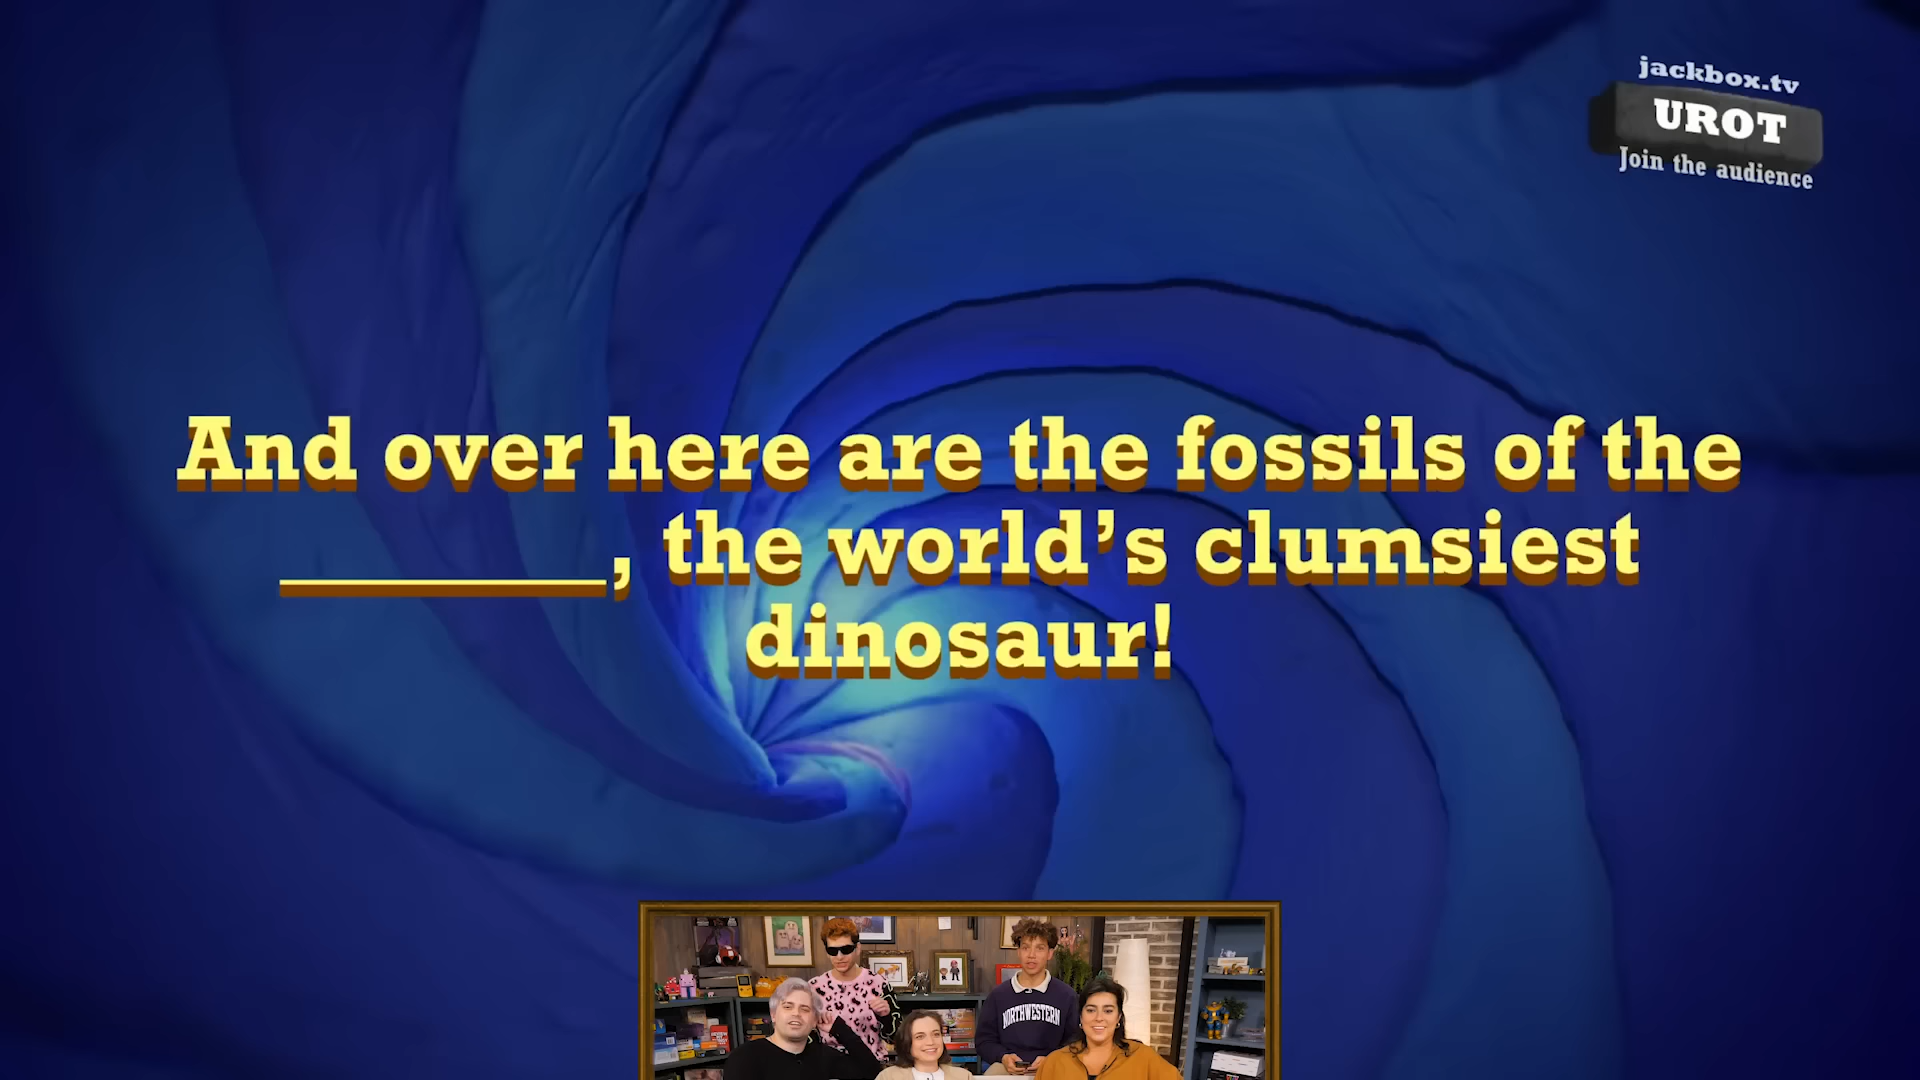 jackbox.tv
UROT
Join the audience
And over here are the fossils of the
________, the world’s clumsiest
dinosaur!
NORTHWESTERN